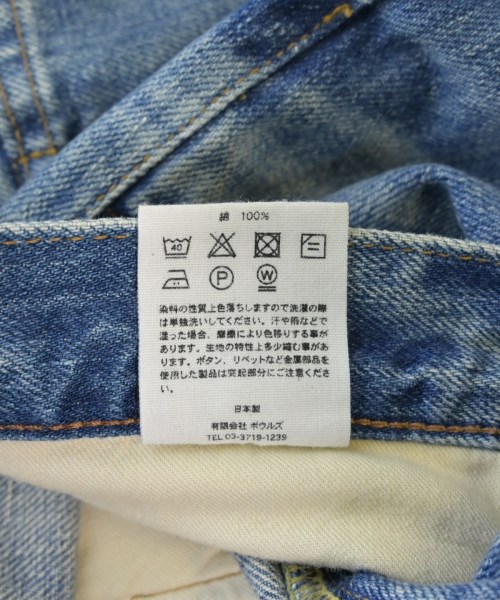 綿 100%
40
P W
染料の性質上色落ちしますので洗濯の際
は単独洗いしてください。汗や雨などで
湿った場合、摩擦により色移りする事が
あります。生地の特性上多少縮む事があ
ります。ボタン、リベットなど金属部品を
使用した製品は突起部分にご注意くださ
い。
日本製
有限会社 ボウルズ
TEL 03-3719-1239